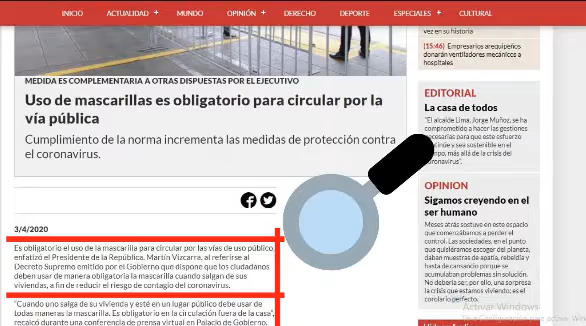 INICIO ACTUALIDAD + MUNDO OPINIÓN + DERECHO DEPORTE ESPECIALES + CULTURAL
MEDIDA ES COMPLEMENTARIA A OTRAS DISPUESTAS POR EL EJECUTIVO
Uso de mascarillas es obligatorio para circular por la
vía pública
Cumplimiento de la norma incrementa las medidas de protección contra
el coronavirus.
3/4/2020
Es obligatorio el uso de la mascarilla para circular por las vías de uso público,
enfatizó el Presidente de la República, Martín Vizcarra, al referirse al
Decreto Supremo emitido por el Gobierno que dispone que los ciudadanos
deben usar de manera obligatoria la mascarilla cuando salgan de sus
viviendas, a fin de reducir el riesgo de contagio del coronavirus.
"Cuando uno salga de su vivienda y esté en un lugar público debe usar de
todas maneras la mascarilla. Es obligatorio en la circulación fuera de la casa",
recalcó durante una conferencia de prensa virtual en Palacio de Gobierno.
vez en su historia
(15:46) Empresarios arequipeños
donarán ventiladores mecánicos a
hospitales
EDITORIAL
La casa de todos
"El alcalde Lima, Jorge Muñoz, se ha
comprometido a hacer las gestiones
necesarias para que este esfuerzo
continúe y sea sostenible en el
tiempo, más allá de la crisis del
coronavirus".
OPINION
Sigamos creyendo en el
ser humano
Meses atrás sostuve en este espacio
que comenzábamos a perder el
control. Las sociedades, en el punto
que quisiéramos escoger del planeta,
daban muestras de apatía, rebeldía y
hasta de cansancio porque se
acumulaban problemas sin solución.
No debería ser, por ello, una sorpresa
la crisis que estamos viviendo; es el
corolario perfecto.
Activar Windows